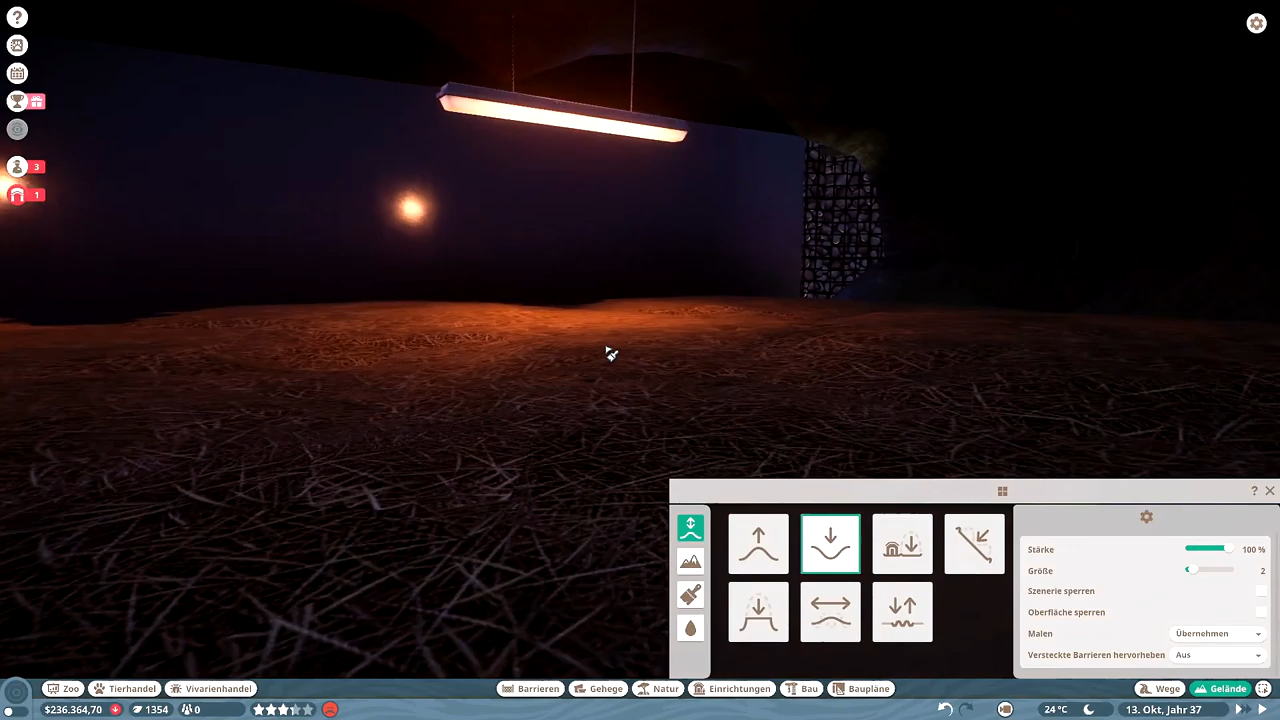 ?
3
1
?
Stärke 100 %
Größe 2
Szenerie sperren
Oberfläche sperren
Malen Übernehmen
Versteckte Barrieren hervorheben Aus
Zoo Tierhandel Vivarienhandel Barrieren Gehege Natur Einrichtungen Bau Baupläne Wege Gelände
$236.364,70 1354 0 24 °C 13. Okt, Jahr 37